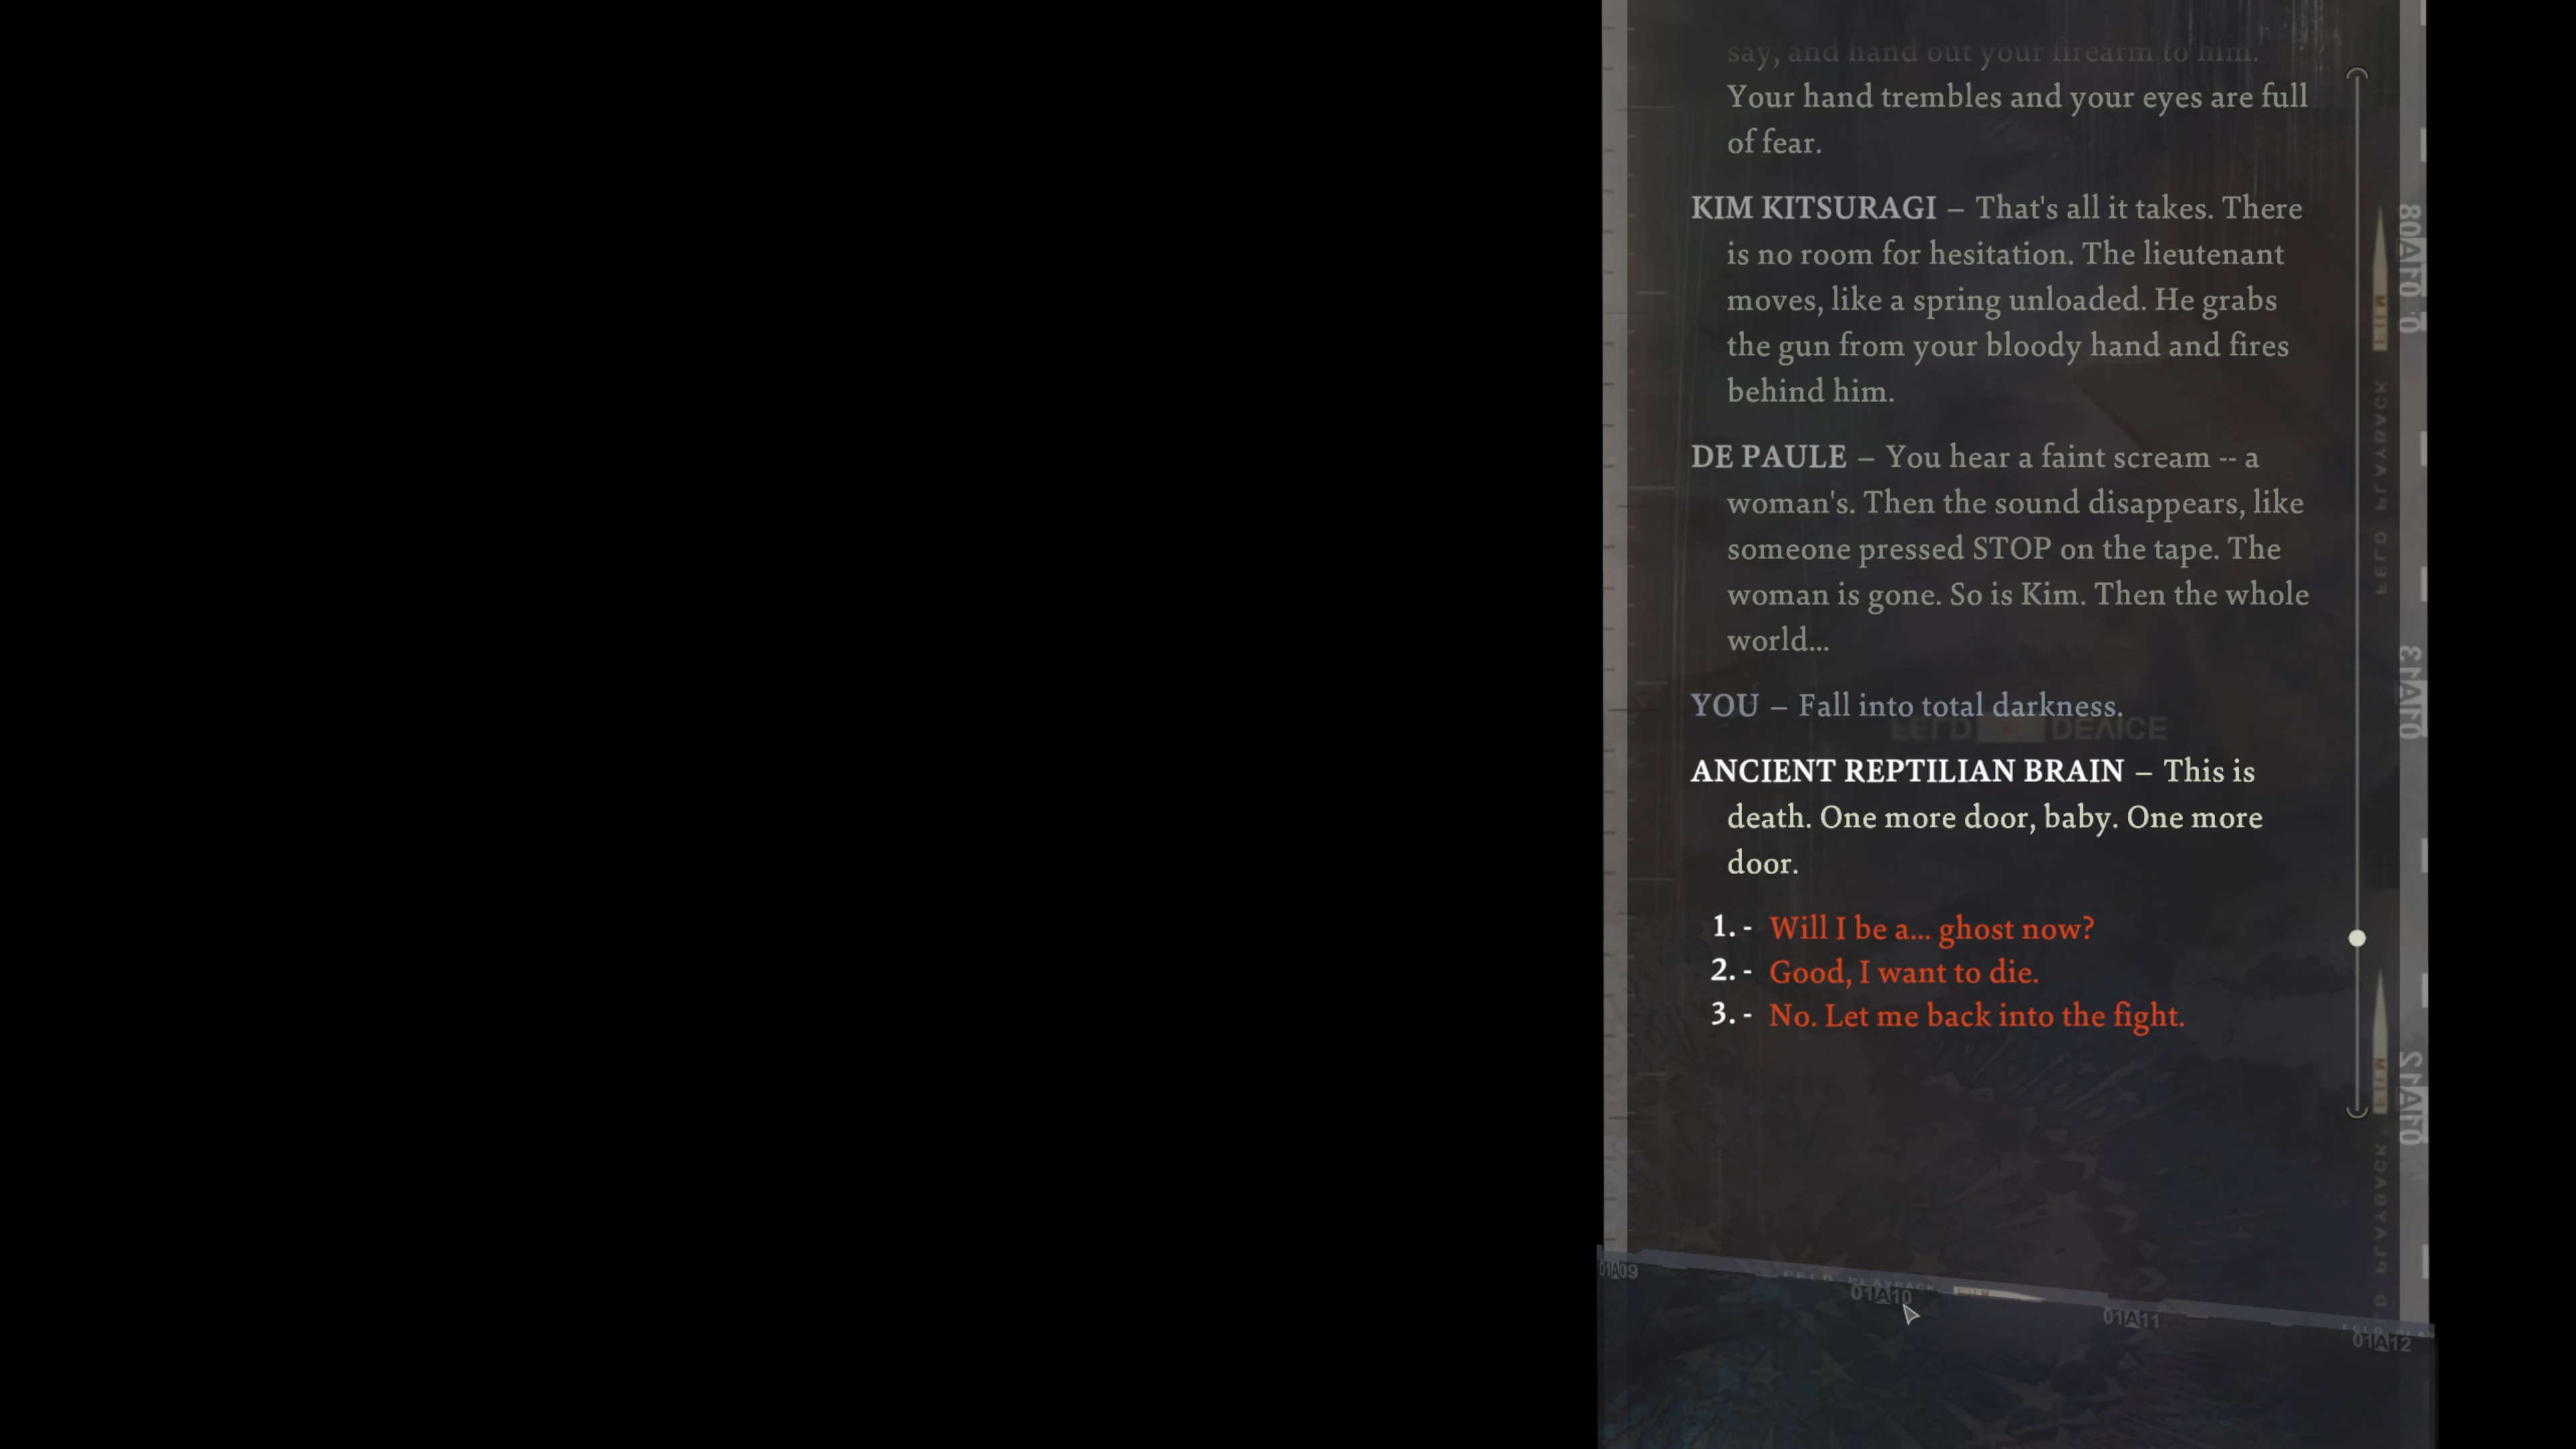 say, and hand out your firearm to him.
Your hand trembles and your eyes are full
of fear.
KIM KITSURAGI – That's all it takes. There
is no room for hesitation. The lieutenant
moves, like a spring unloaded. He grabs
the gun from your bloody hand and fires
behind him.
DE PAULE – You hear a faint scream -- a
woman's. Then the sound disappears, like
someone pressed STOP on the tape. The
woman is gone. So is Kim. Then the whole
world...
YOU – Fall into total darkness.
ANCIENT REPTILIAN BRAIN – This is
death. One more door, baby. One more
door.
1. - Will I be a... ghost now?
2. - Good, I want to die.
3. - No. Let me back into the fight.
01A09
01A10
01A11
01A12